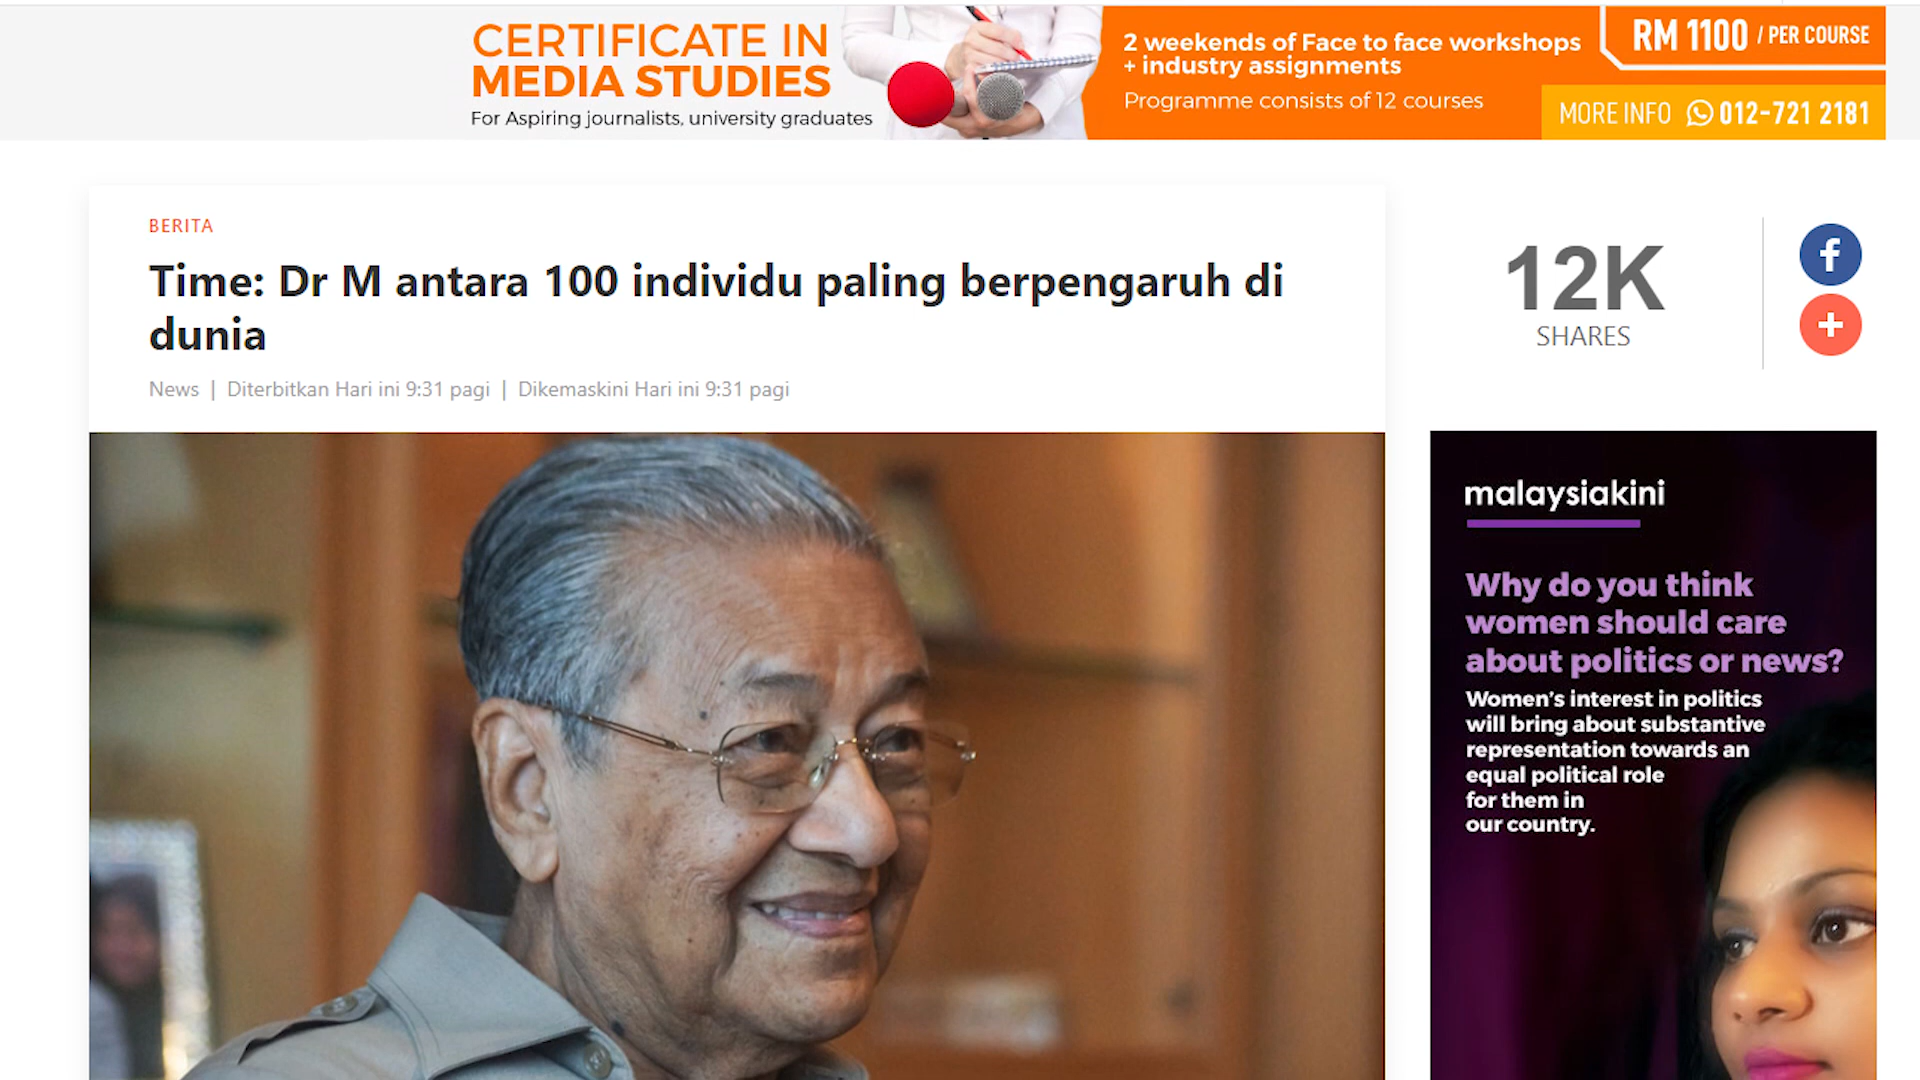 CERTIFICATE IN
MEDIA STUDIES
For Aspiring journalists, university graduates
2 weekends of Face to face workshops
+ industry assignments
Programme consists of 12 courses
RM 1100 / PER COURSE
MORE INFO 012-721 2181
BERITA
Time: Dr M antara 100 individu paling berpengaruh di
dunia
News | Diterbitkan Hari ini 9:31 pagi | Dikemaskini Hari ini 9:31 pagi
12K
SHARES
malaysiakini
Why do you think
women should care
about politics or news?
Women's interest in politics
will bring about substantive
representation towards an
equal political role
for them in
our country.